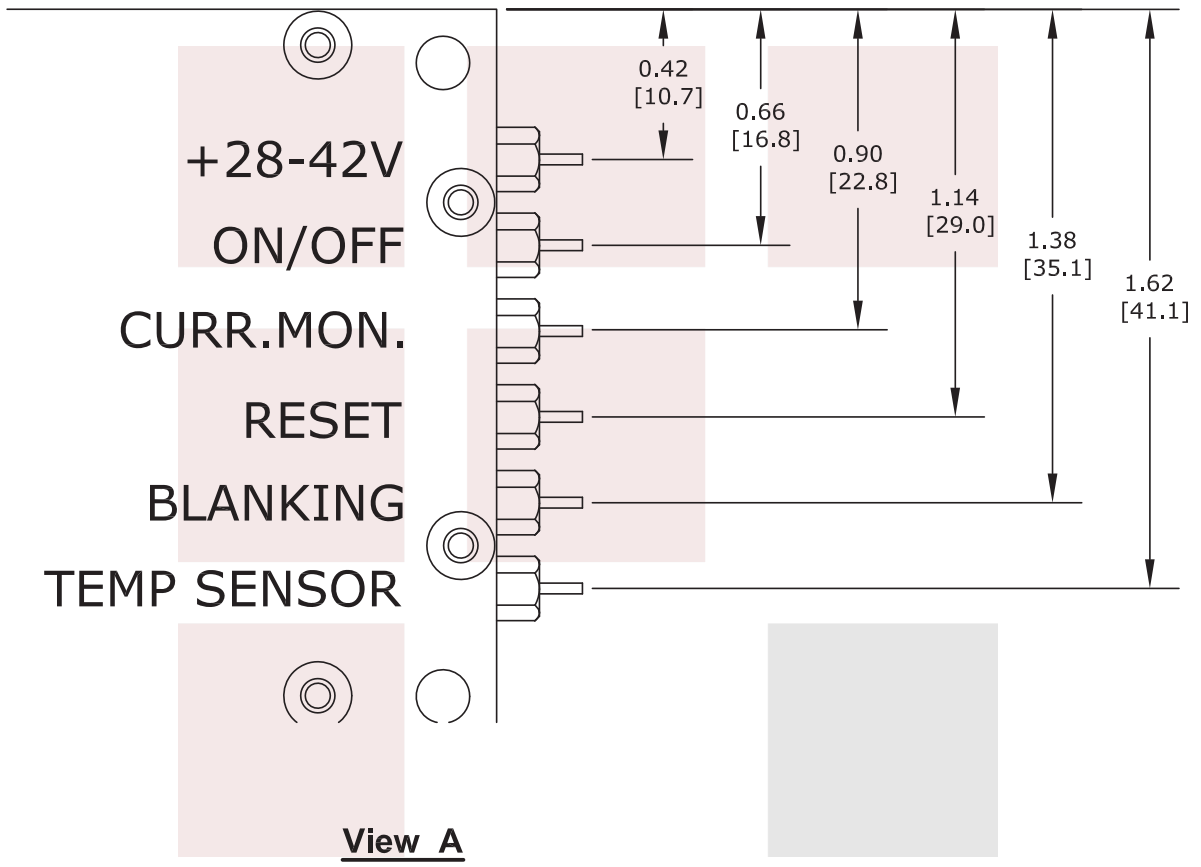 0.42
[10.7]
0.66
[16.8]
0.90
[22.8]
1.14
[29.0]
1.38
[35.1]
1.62
[41.1]
+28-42V
ON/OFF
CURR.MON.
RESET
BLANKING
TEMP SENSOR
View A